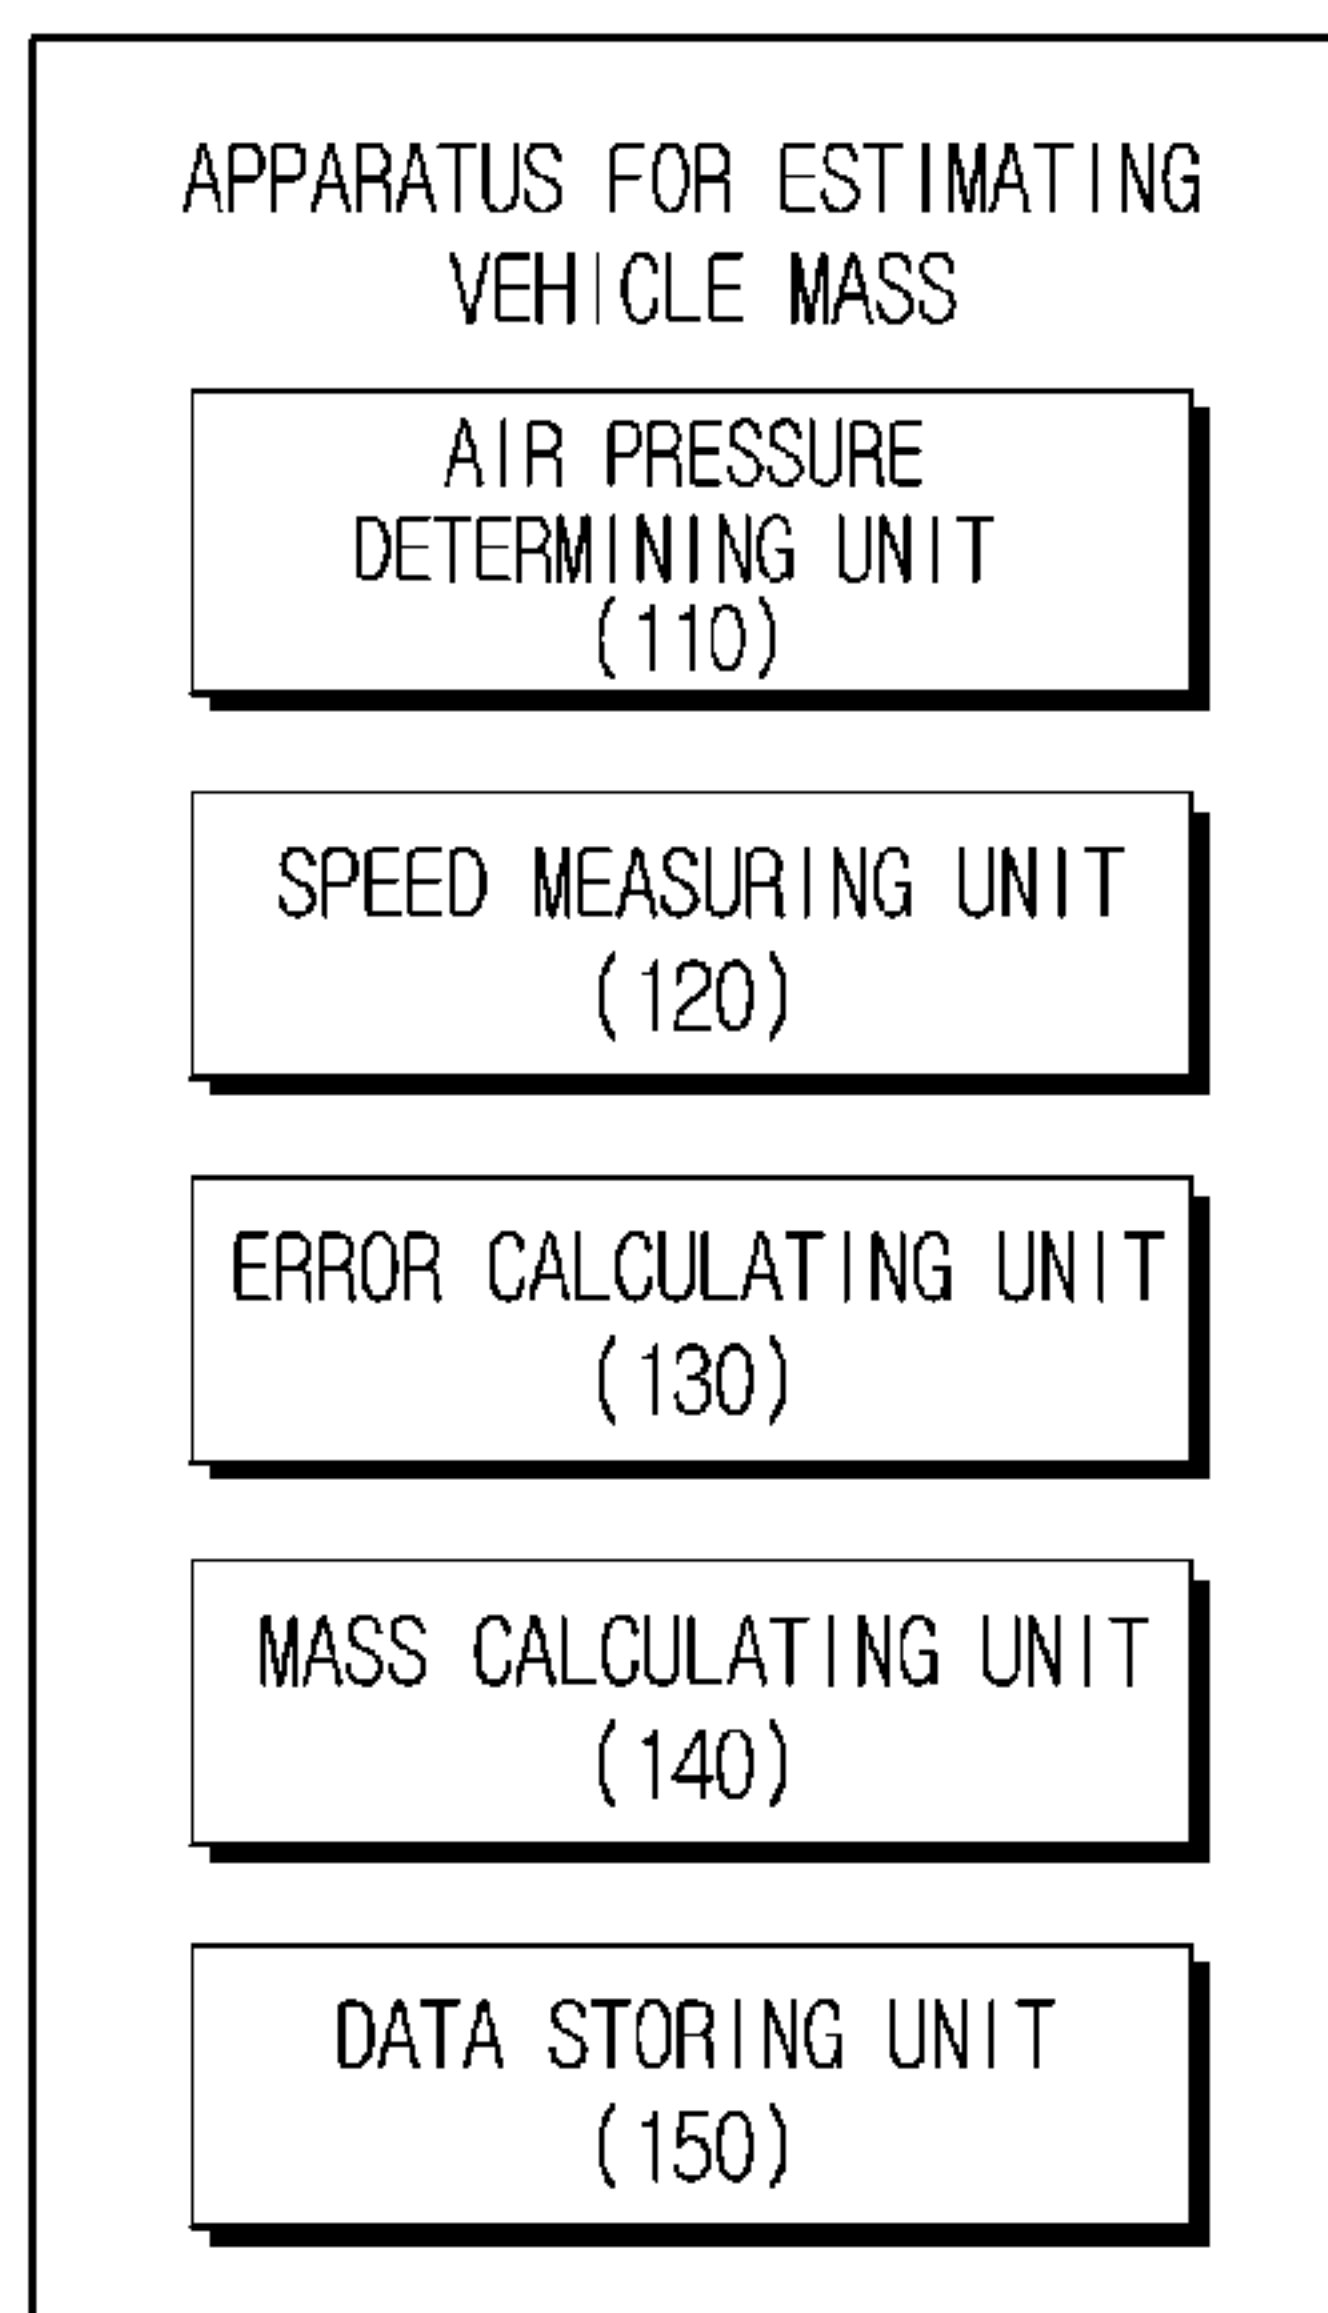 APPARATUS FOR ESTIMATING
VEHICLE MASS
AIR PRESSURE
DETERMINING UNIT
(110)
SPEED MEASURING UNIT
(120)
ERROR CALCULATING UNIT
(130)
MASS CALCULATING UNIT
(140)
DATA STORING UNIT
(150)